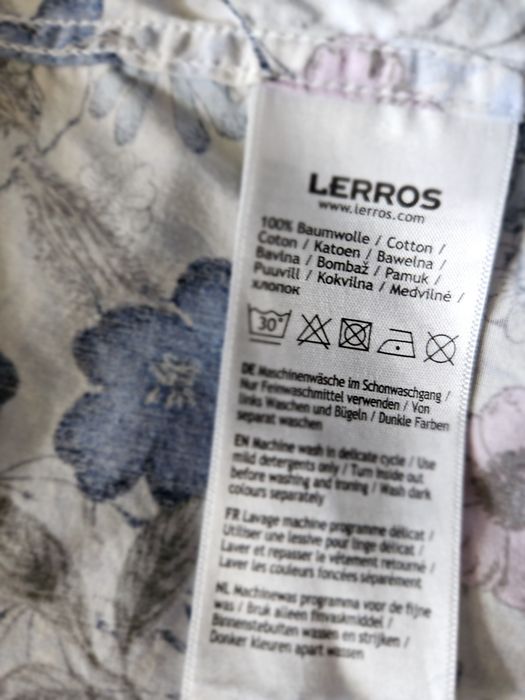 LERROS
www.lerros.com
100% Baumwolle / Cotton /
Coton / Katoen / Bawełna /
Bavlna / Bombaž / Pamuk /
Puuvill / Kokvilna / Medvilnė /
хлопок
30°
DE Maschinenwäsche im Schonwaschgang /
Nur Feinwaschmittel verwenden / Von
links Waschen und Bügeln / Dunkle Farben
separat waschen
EN Machine wash in delicate cycle / Use
mild detergents only / Turn inside out
before washing and ironing / Wash dark
colours separately
FR Lavage machine programme délicat /
Utiliser une lessive pour linge délicat /
Laver et repasser le vêtement retourné /
Laver les couleurs foncées séparément
NL Machinewas programma voor de fijne
was / Bruk alleen finvaskmiddel /
Binnenstebuiten wassen en strijken /
Donker kleuren apart wassen